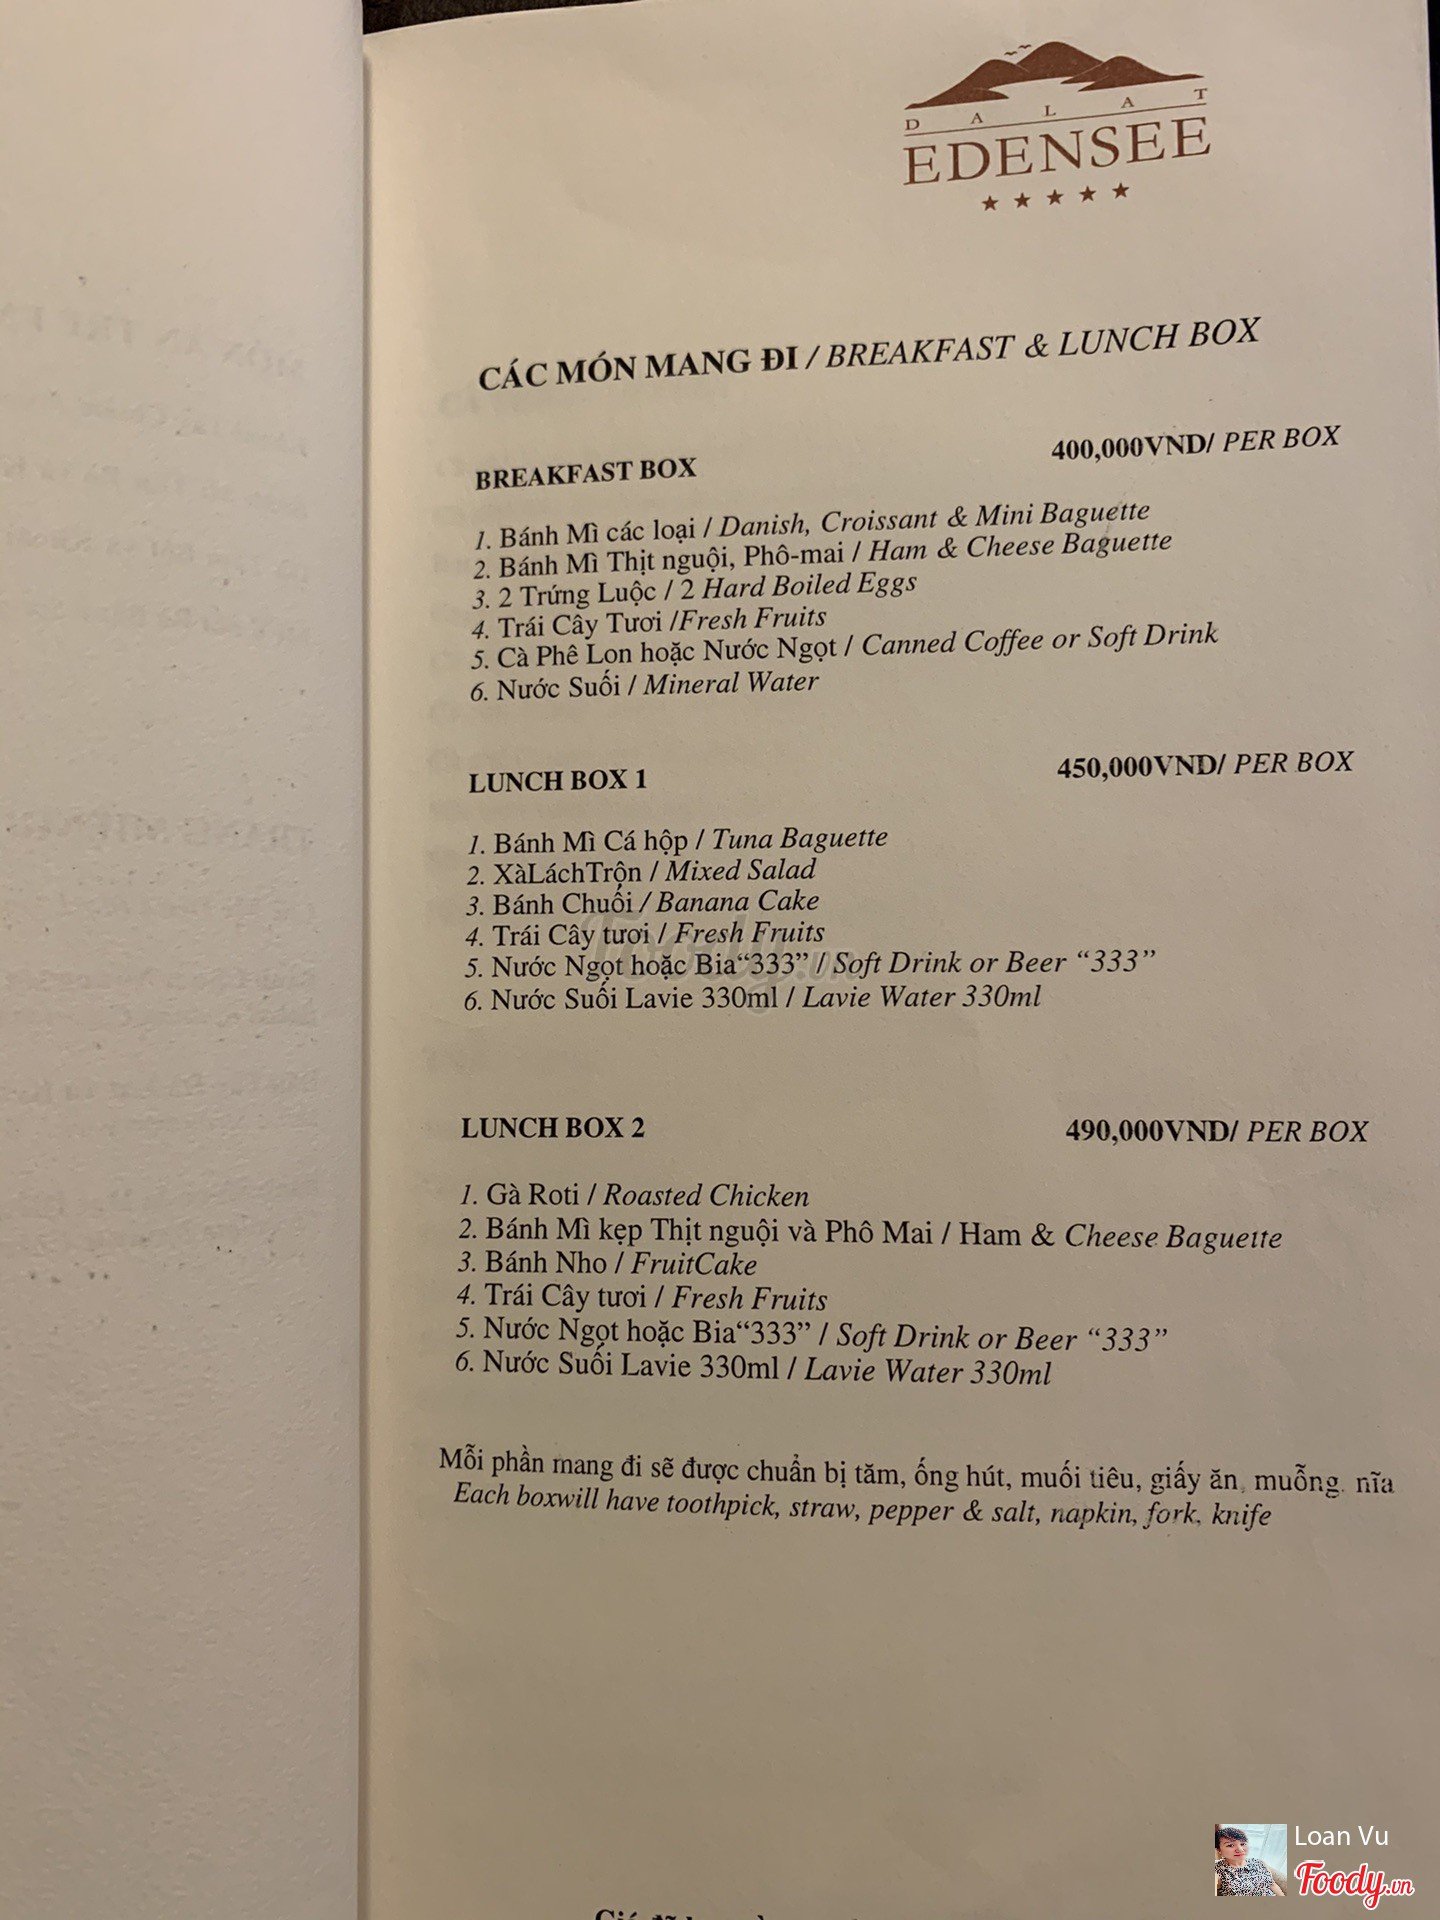 DALAT
EDENSEE
CÁC MÓN MANG ĐI / BREAKFAST & LUNCH BOX
BREAKFAST BOX 400,000VND/ PER BOX
1. Bánh Mì các loại / Danish, Croissant & Mini Baguette
2. Bánh Mì Thịt nguội, Phô-mai / Ham & Cheese Baguette
3. 2 Trứng Luộc / 2 Hard Boiled Eggs
4. Trái Cây Tươi /Fresh Fruits
5. Cà Phê Lon hoặc Nước Ngọt / Canned Coffee or Soft Drink
6. Nước Suối / Mineral Water
LUNCH BOX 1 450,000VND/ PER BOX
1. Bánh Mì Cá hộp / Tuna Baguette
2. XàLáchTrộn / Mixed Salad
3. Bánh Chuối / Banana Cake
4. Trái Cây tươi / Fresh Fruits
5. Nước Ngọt hoặc Bia“333” / Soft Drink or Beer “333”
6. Nước Suối Lavie 330ml / Lavie Water 330ml
LUNCH BOX 2 490,000VND/ PER BOX
1. Gà Roti / Roasted Chicken
2. Bánh Mì kẹp Thịt nguội và Phô Mai / Ham & Cheese Baguette
3. Bánh Nho / FruitCake
4. Trái Cây tươi / Fresh Fruits
5. Nước Ngọt hoặc Bia“333” / Soft Drink or Beer “333”
6. Nước Suối Lavie 330ml / Lavie Water 330ml
Mỗi phần mang đi sẽ được chuẩn bị tăm, ống hút, muối tiêu, giấy ăn, muỗng, nĩa
Each boxwill have toothpick, straw, pepper & salt, napkin, fork, knife
Loan Vu
Foody.vn